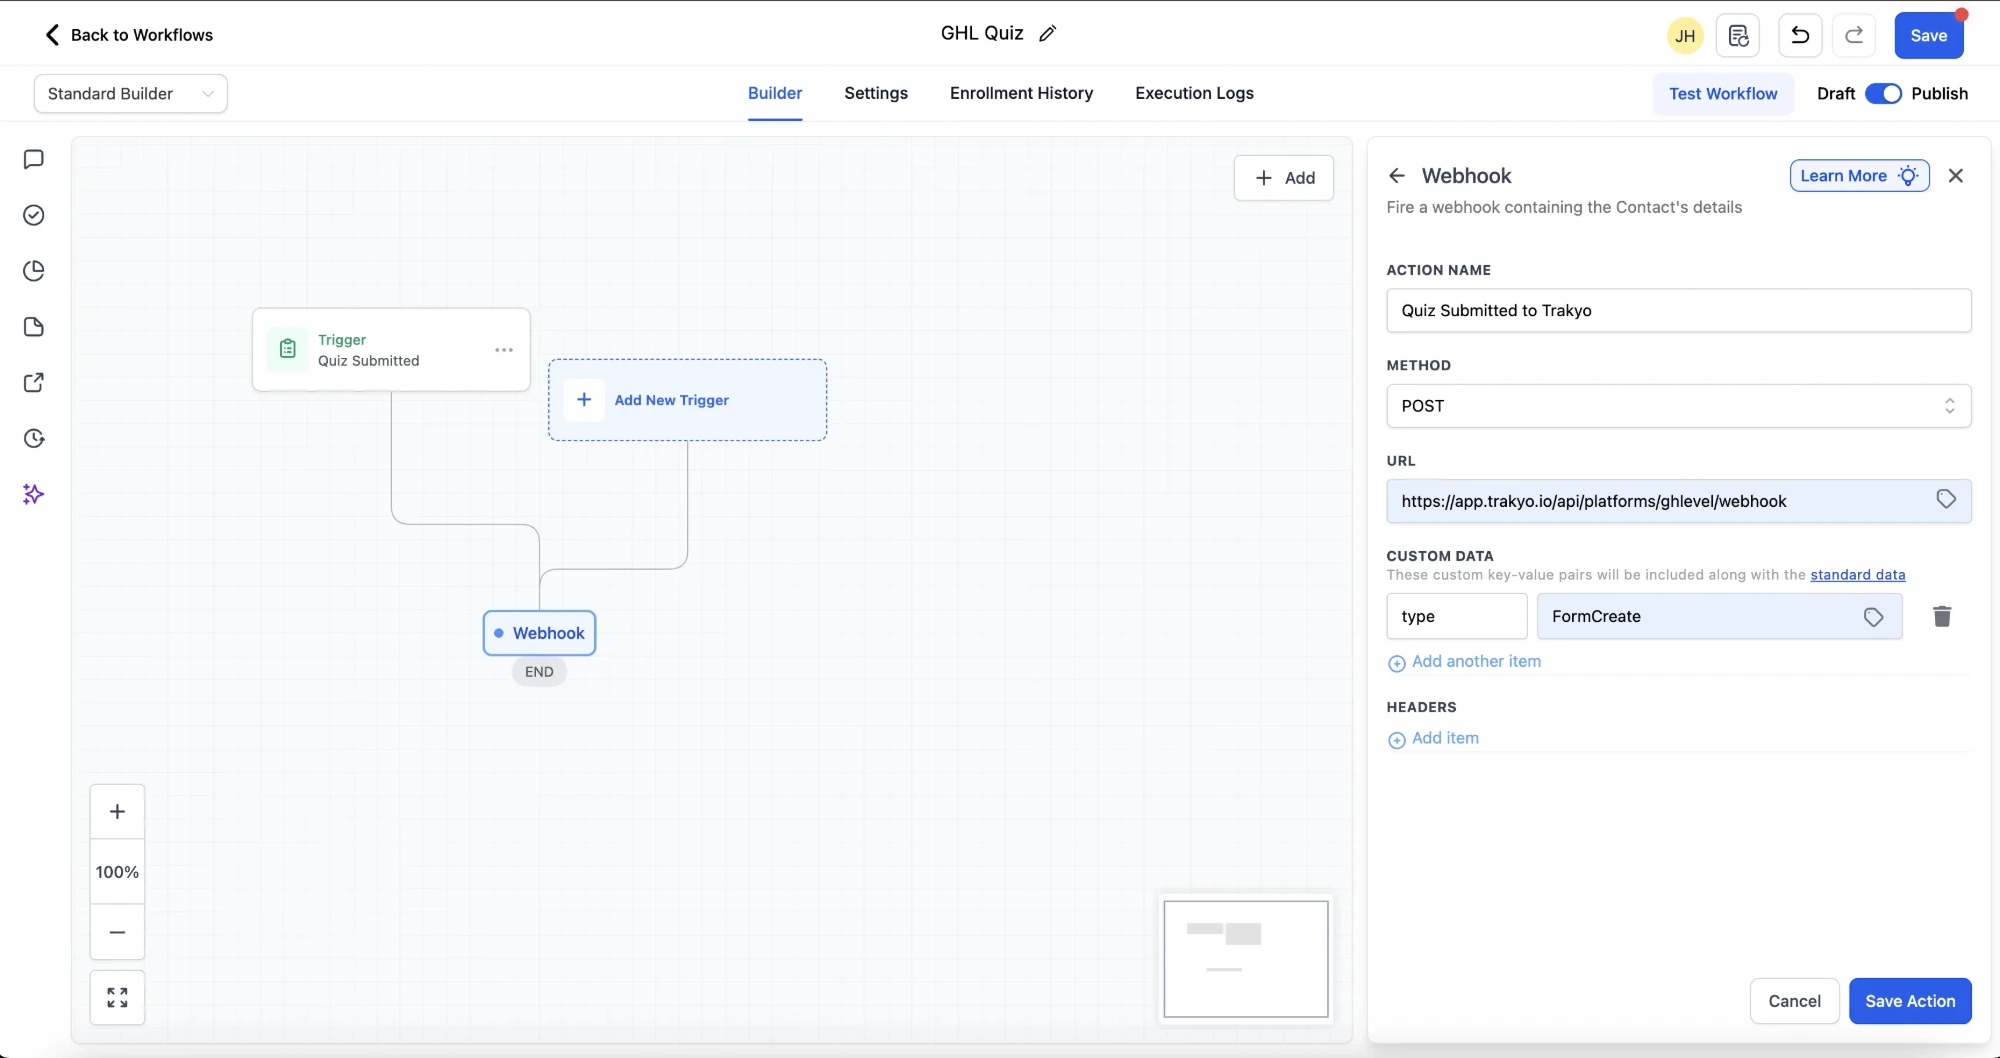 Back to Workflows
GHL Quiz
JH
Save
Standard Builder
Builder
Settings
Enrollment History
Execution Logs
Test Workflow
Draft
Publish
Add
Trigger
Quiz Submitted
Add New Trigger
Webhook
END
100%
Webhook
Learn More
Fire a webhook containing the Contact's details
ACTION NAME
Quiz Submitted to Trakyo
METHOD
POST
URL
https://app.trakyo.io/api/platforms/ghlevel/webhook
CUSTOM DATA
These custom key-value pairs will be included along with the standard data
type
FormCreate
Add another item
HEADERS
Add item
Cancel
Save Action